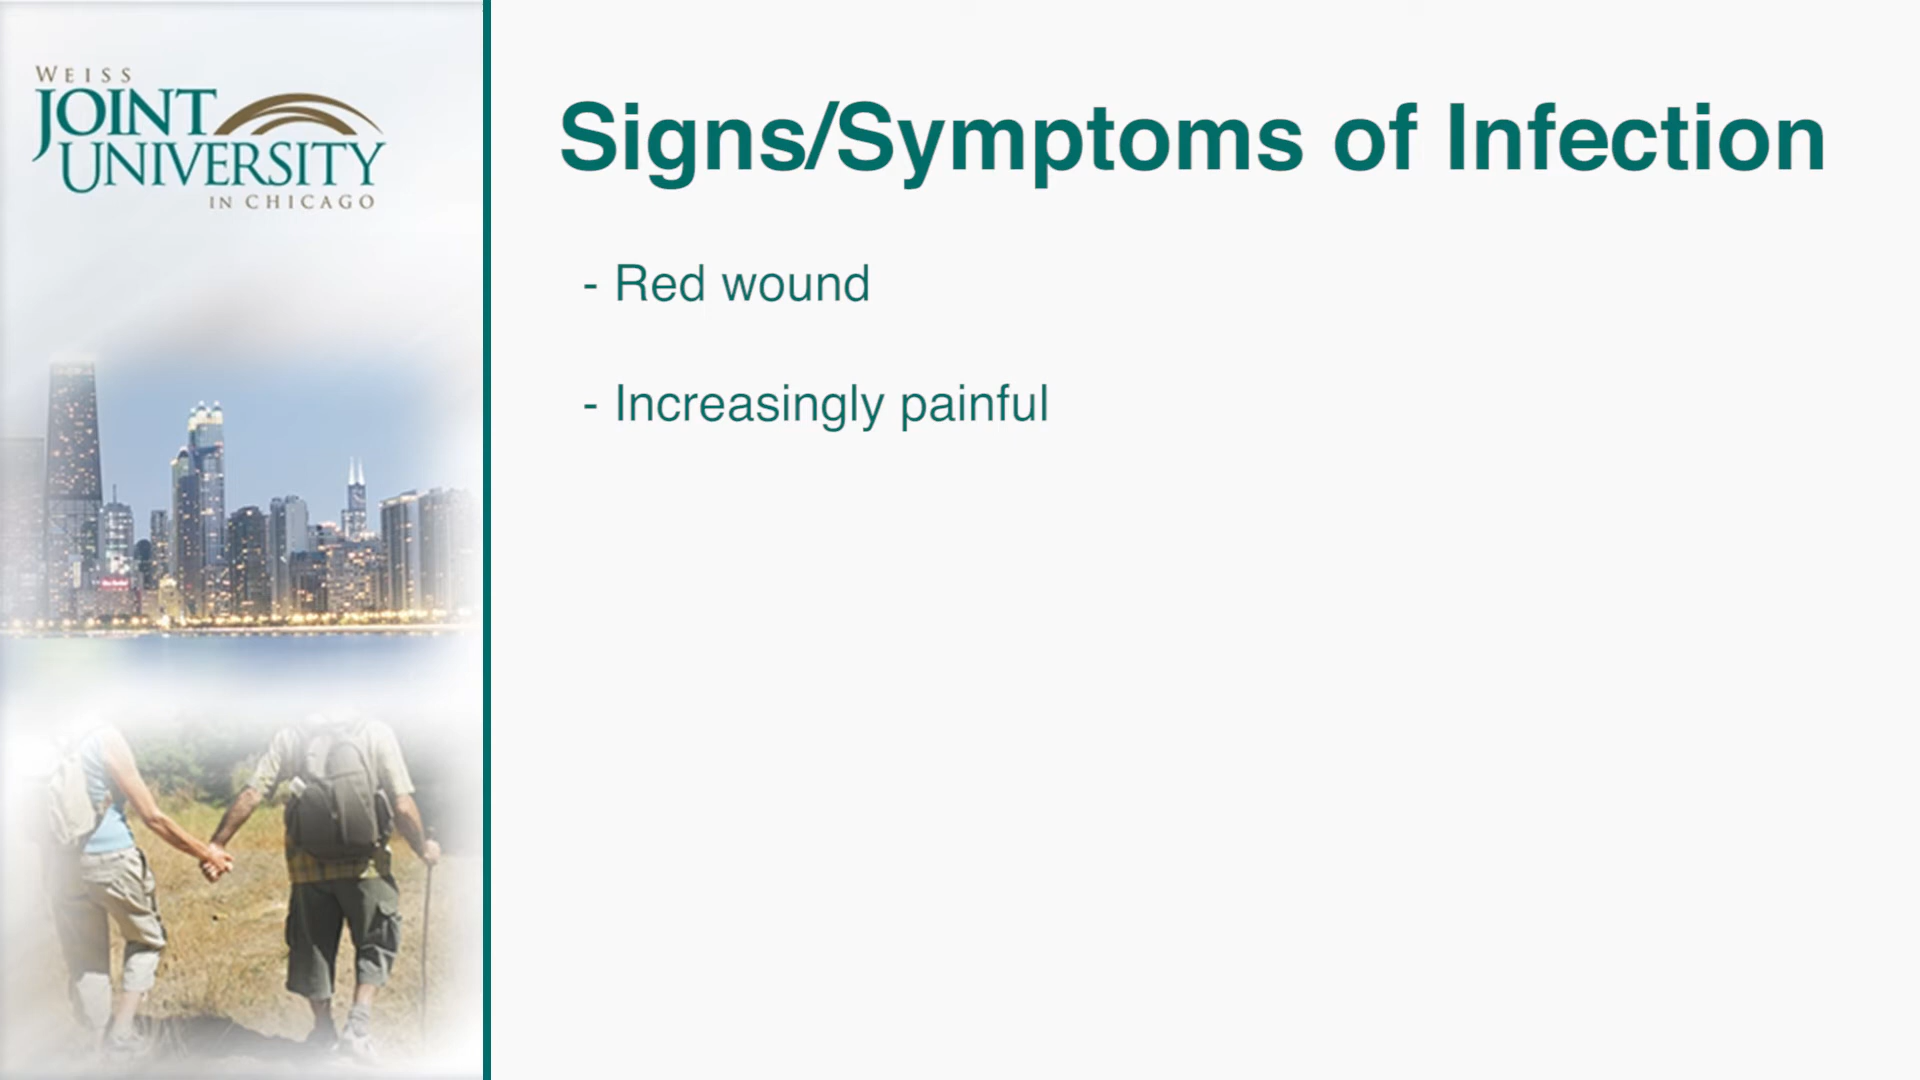 WEISS
JOINT
UNIVERSITY
IN CHICAGO
Signs/Symptoms of Infection
- Red wound
- Increasingly painful